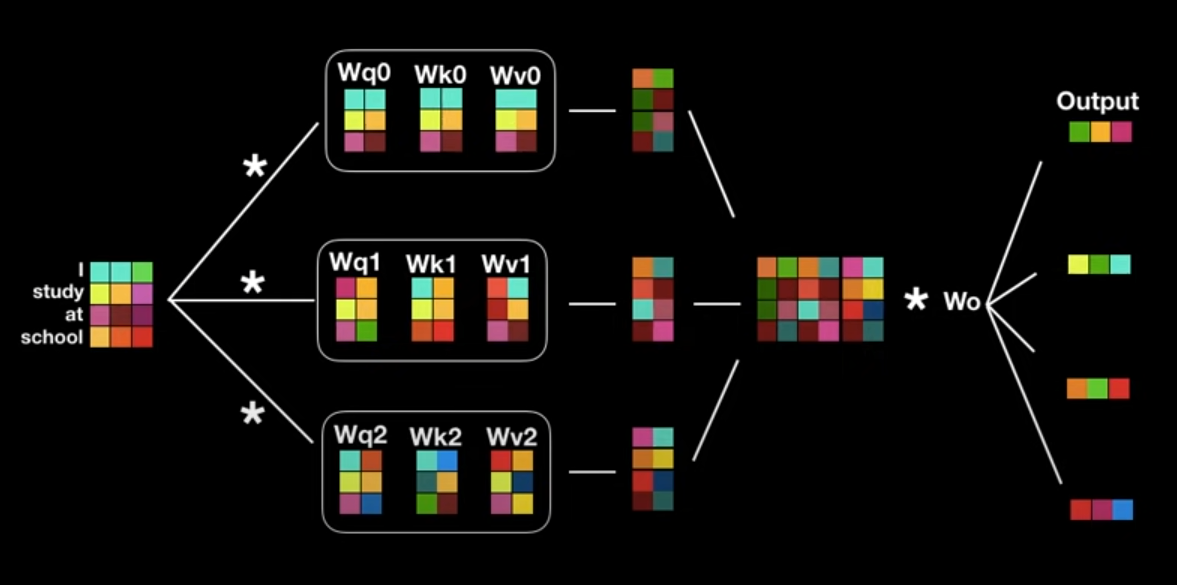 Wq0 Wk0 Wv0
Output
*
I
study
at
school
*
Wq1 Wk1 Wv1
* Wo
*
Wq2 Wk2 Wv2